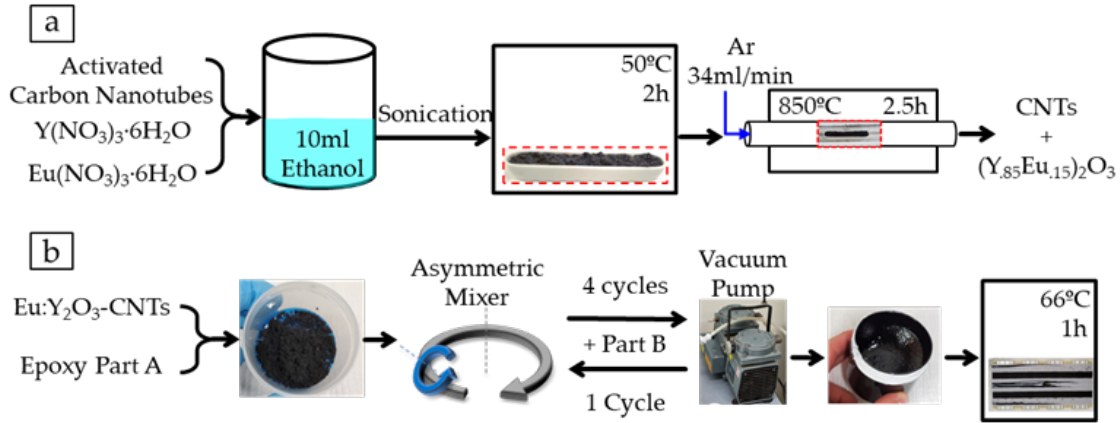 a
Activated
Carbon Nanotubes
Y(NO₃)₃·6H₂O
Eu(NO₃)₃·6H₂O
10ml
Ethanol
Sonication
50ºC
2h
Ar
34ml/min
850ºC 2.5h
CNTs
+
(Y.₈₅Eu.₁₅)₂O₃
b
Eu:Y₂O₃-CNTs
Epoxy Part A
Asymmetric
Mixer
4 cycles
+ Part B
1 Cycle
Vacuum
Pump
66ºC
1h